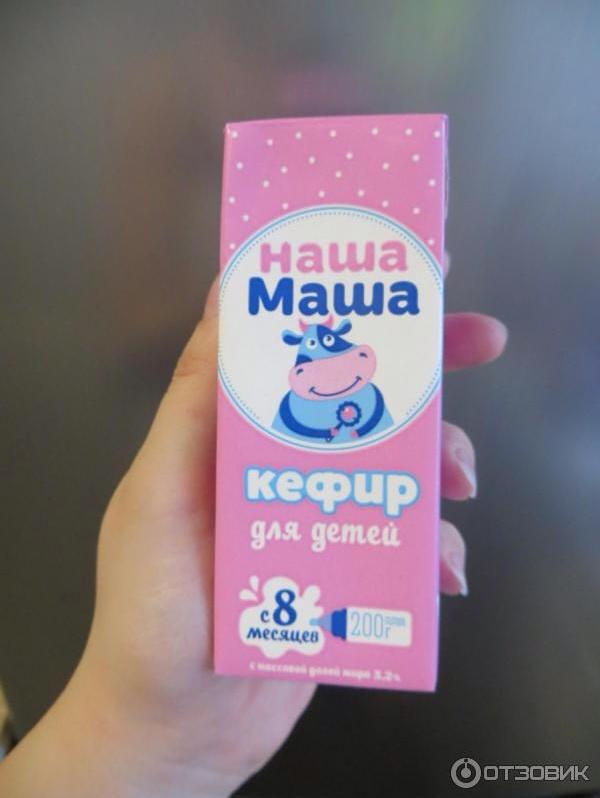 наша
Маша
кефир
для детей
с 8
месяцев
200г
с массовой долей жира 3,2%
ОТЗОВИК